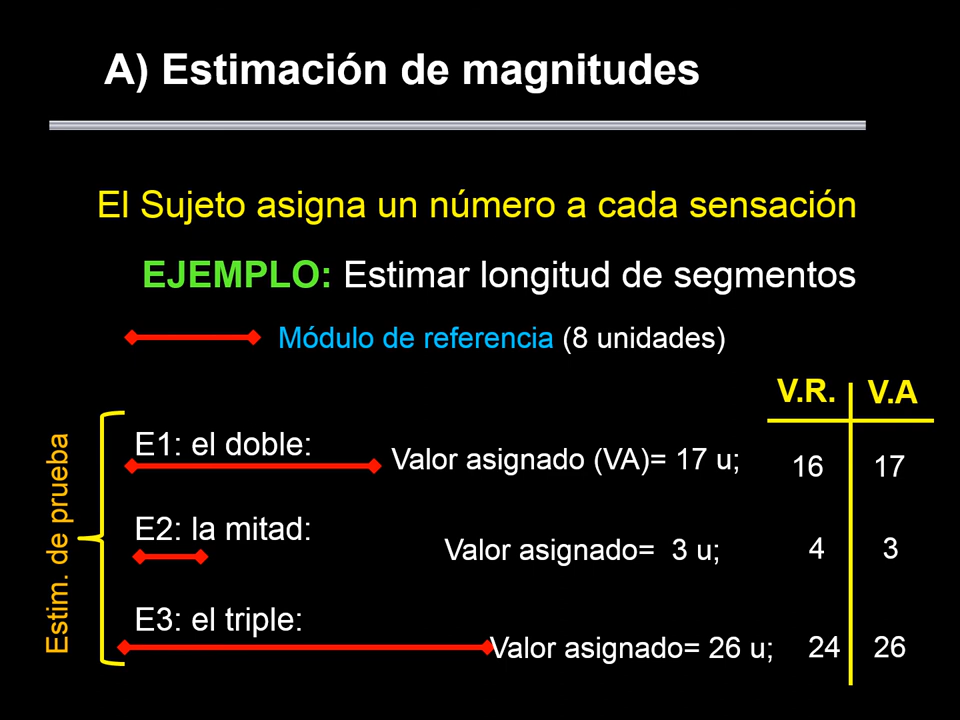 A) Estimación de magnitudes
El Sujeto asigna un número a cada sensación
EJEMPLO: Estimar longitud de segmentos
Módulo de referencia (8 unidades)
V.R. V.A
Estim. de prueba
E1: el doble:
Valor asignado (VA)= 17 u; 16 17
E2: la mitad:
Valor asignado= 3 u; 4 3
E3: el triple:
Valor asignado= 26 u; 24 26